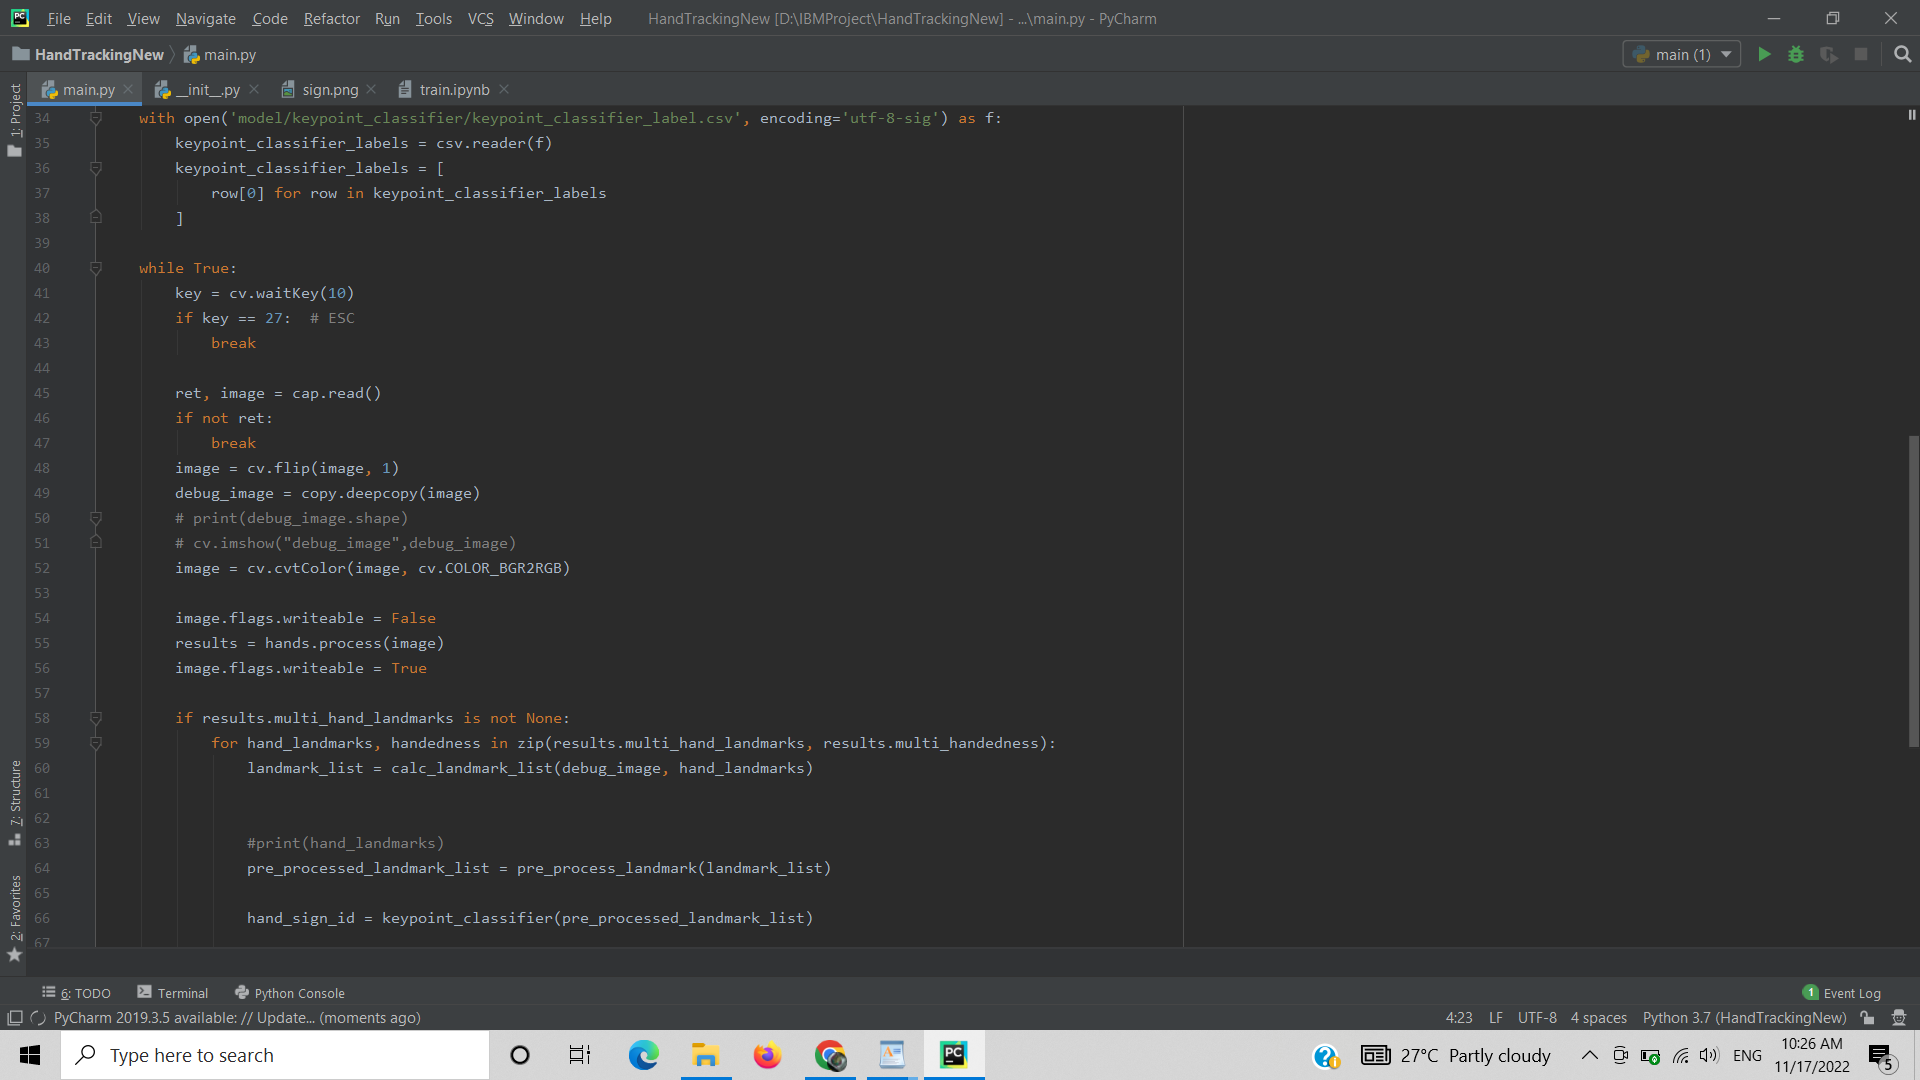 File Edit View Navigate Code Refactor Run Tools VCS Window Help HandTrackingNew [D:\IBMProject\HandTrackingNew] - ...\main.py - PyCharm
HandTrackingNew main.py main (1)
main.py __init__.py sign.png train.ipynb
1: Project
7: Structure
2: Favorites
34 with open('model/keypoint_classifier/keypoint_classifier_label.csv', encoding='utf-8-sig') as f:
35 keypoint_classifier_labels = csv.reader(f)
36 keypoint_classifier_labels = [
37 row[0] for row in keypoint_classifier_labels
38 ]
39
40 while True:
41 key = cv.waitKey(10)
42 if key == 27:  # ESC
43 break
44
45 ret, image = cap.read()
46 if not ret:
47 break
48 image = cv.flip(image, 1)
49 debug_image = copy.deepcopy(image)
50 # print(debug_image.shape)
51 # cv.imshow("debug_image",debug_image)
52 image = cv.cvtColor(image, cv.COLOR_BGR2RGB)
53
54 image.flags.writeable = False
55 results = hands.process(image)
56 image.flags.writeable = True
57
58 if results.multi_hand_landmarks is not None:
59 for hand_landmarks, handedness in zip(results.multi_hand_landmarks, results.multi_handedness):
60 landmark_list = calc_landmark_list(debug_image, hand_landmarks)
61
62
63 #print(hand_landmarks)
64 pre_processed_landmark_list = pre_process_landmark(landmark_list)
65
66 hand_sign_id = keypoint_classifier(pre_processed_landmark_list)
67
6: TODO Terminal Python Console 1 Event Log
PyCharm 2019.3.5 available: // Update... (moments ago) 4:23 LF UTF-8 4 spaces Python 3.7 (HandTrackingNew)
Type here to search PC 27°C Partly cloudy ENG 10:26 AM
11/17/2022 5